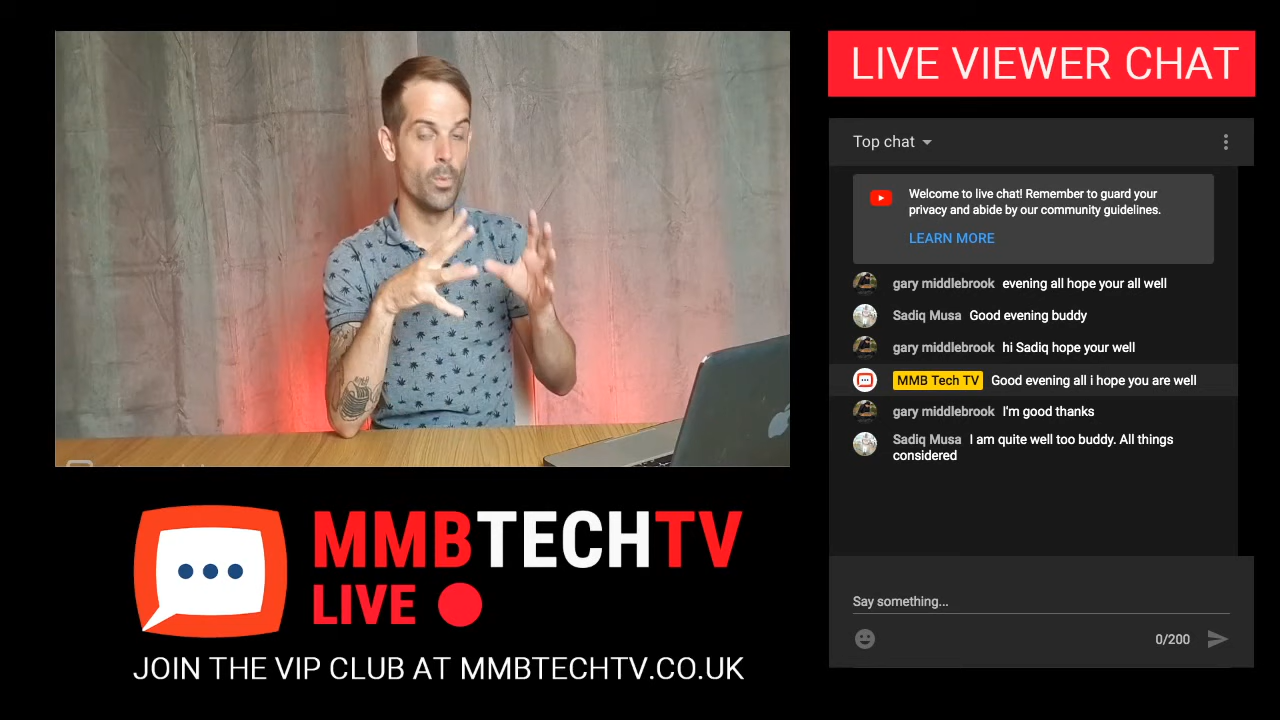 LIVE VIEWER CHAT
Top chat
Welcome to live chat! Remember to guard your
privacy and abide by our community guidelines.
LEARN MORE
gary middlebrook evening all hope your all well
Sadiq Musa Good evening buddy
gary middlebrook hi Sadiq hope your well
MMB Tech TV Good evening all i hope you are well
gary middlebrook I'm good thanks
Sadiq Musa I am quite well too buddy. All things
considered
Say something...
0/200
MMBTECHTV
LIVE
JOIN THE VIP CLUB AT MMBTECHTV.CO.UK